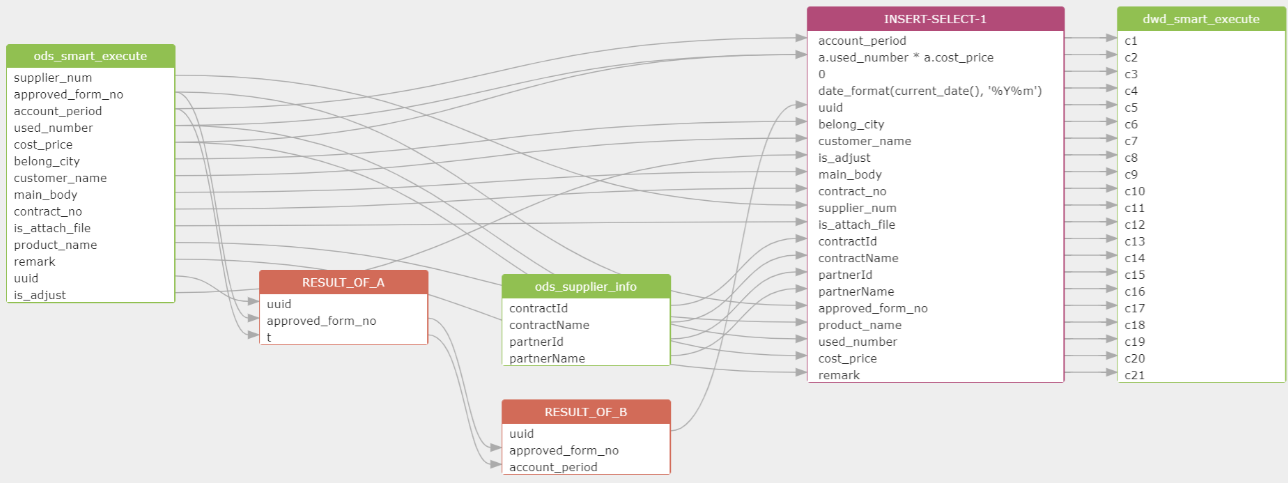 ods_smart_execute
supplier_num
approved_form_no
account_period
used_number
cost_price
belong_city
customer_name
main_body
contract_no
is_attach_file
product_name
remark
uuid
is_adjust
RESULT_OF_A
uuid
approved_form_no
t
ods_supplier_info
contractId
contractName
partnerId
partnerName
RESULT_OF_B
uuid
approved_form_no
account_period
INSERT-SELECT-1
account_period
a.used_number * a.cost_price
0
date_format(current_date(), '%Y%m')
uuid
belong_city
customer_name
is_adjust
main_body
contract_no
supplier_num
is_attach_file
contractId
contractName
partnerId
partnerName
approved_form_no
product_name
used_number
cost_price
remark
dwd_smart_execute
c1
c2
c3
c4
c5
c6
c7
c8
c9
c10
c11
c12
c13
c14
c15
c16
c17
c18
c19
c20
c21